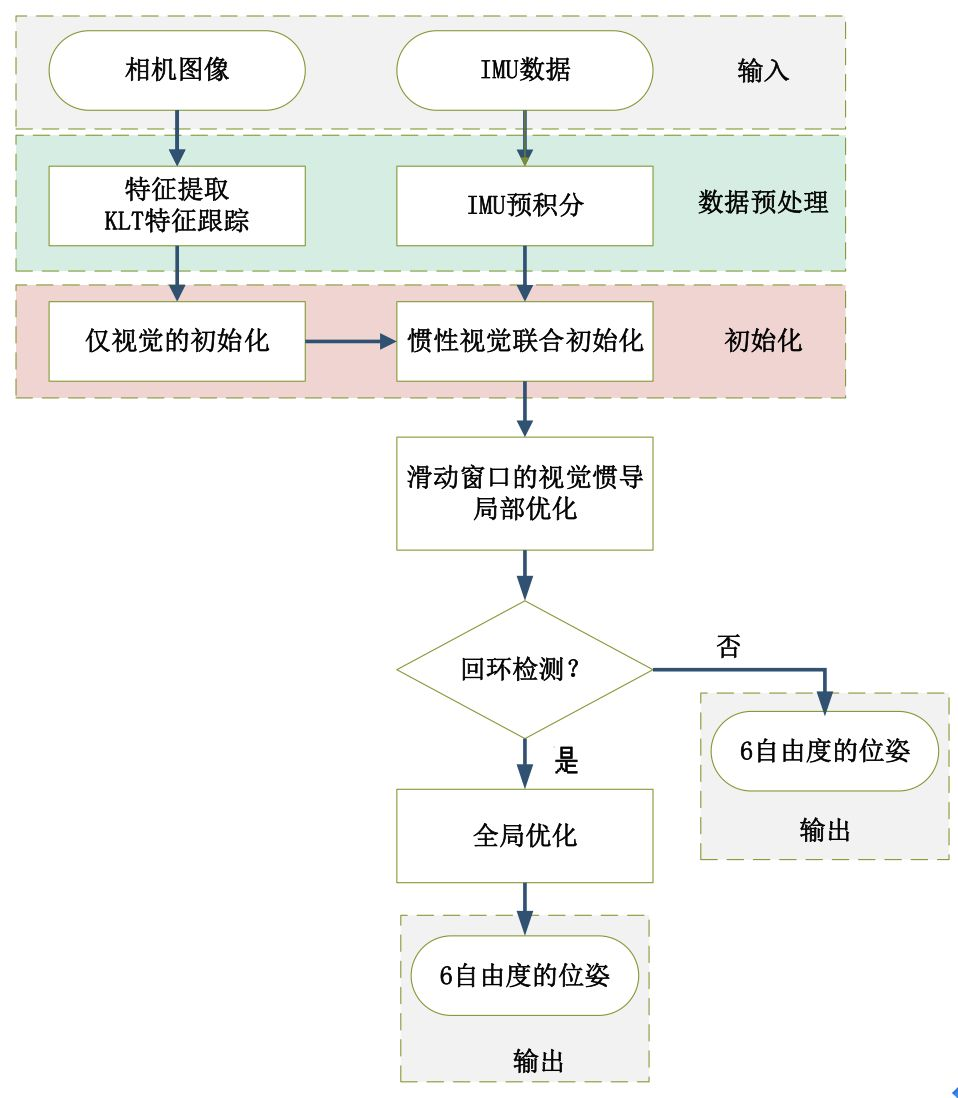 相机图像
IMU数据
输入
特征提取
KLT特征跟踪
IMU预积分
数据预处理
仅视觉的初始化
惯性视觉联合初始化
初始化
滑动窗口的视觉惯导
局部优化
回环检测？
否
6自由度的位姿
输出
是
全局优化
6自由度的位姿
输出